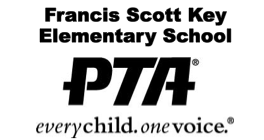 Francis Scott Key
Elementary School
PTA®
everychild.onevoice.®